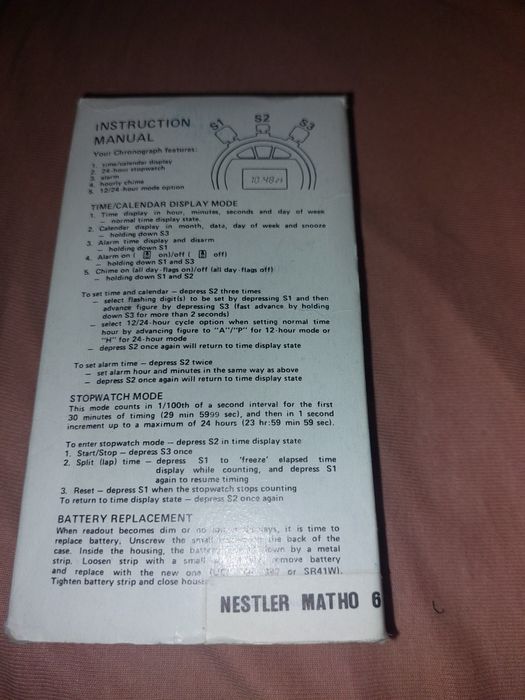 INSTRUCTION
MANUAL
S1
S2
S3
Your Chronograph features:
1. time/calendar display
2. 24-hour stopwatch
3. alarm
4. hourly chime
5. 12/24-hour mode option
10:48
TIME/CALENDAR DISPLAY MODE
1. Time display in hour, minutes, seconds and day of week
– normal time display state.
2. Calendar display in month, data, day of week and snooze
– holding down S3
3. Alarm time display and disarm
– holding down S1
4. Alarm on ( on)/off ( off)
– holding down S1 and S3
5. Chime on (all day-flags on)/off (all day-flags off)
– holding down S1 and S2
To set time and calendar – depress S2 three times
– select flashing digit(s) to be set by depressing S1 and then
advance figure by depressing S3 (fast advance by holding
down S3 for more than 2 seconds)
– select 12/24-hour cycle option when setting normal time
hour by advancing figure to "A"/"P" for 12-hour mode or
"H" for 24-hour mode
– depress S2 once again will return to time display state
To set alarm time – depress S2 twice
– set alarm hour and minutes in the same way as above
– depress S2 once again will return to time display state
STOPWATCH MODE
This mode counts in 1/100th of a second interval for the first
30 minutes of timing (29 min 5999 sec), and then in 1 second
increment up to a maximum of 24 hours (23 hr:59 min 59 sec).
To enter stopwatch mode – depress S2 in time display state
1. Start/Stop – depress S3 once
2. Split (lap) time – depress S1 to 'freeze' elapsed time
display while counting, and depress S1
again to resume timing
3. Reset – depress S1 when the stopwatch stops counting
To return to time display state – depress S2 once again
BATTERY REPLACEMENT
When readout becomes dim or no it is time to
replace battery. Unscrew the small the back of the
case. Inside the housing, the down by a metal
strip. Loosen strip with a small remove battery
and replace with the new one or SR41W).
Tighten battery strip and close
NESTLER MATHO 6